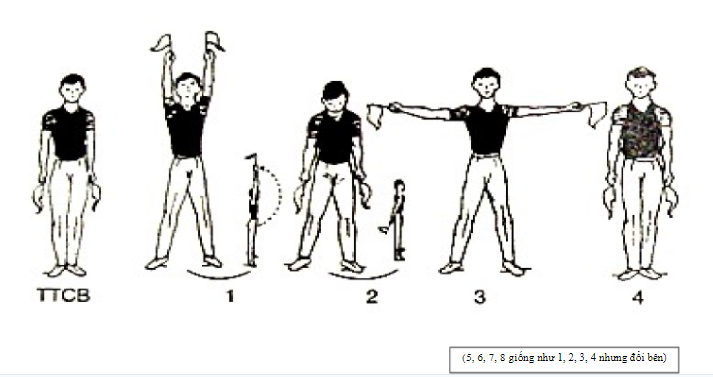 TTCB 1 2 3 4
(5, 6, 7, 8 giống như 1, 2, 3, 4 nhưng đổi bên)